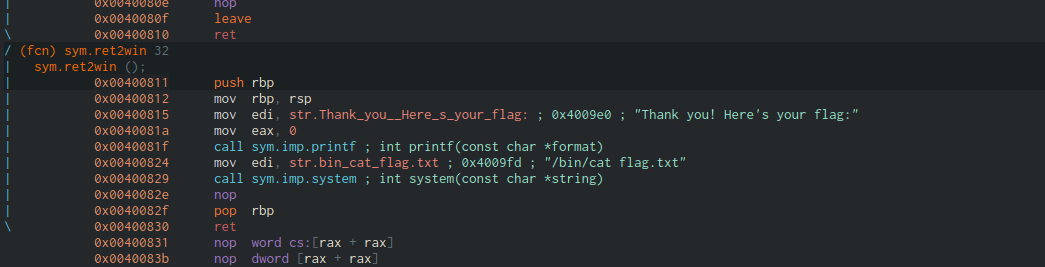 |           0x0040080e      nop
|           0x0040080f      leave
\           0x00400810      ret
/ (fcn) sym.ret2win 32
|   sym.ret2win ();
|           0x00400811      push rbp
|           0x00400812      mov  rbp, rsp
|           0x00400815      mov  edi, str.Thank_you__Here_s_your_flag: ; 0x4009e0 ; "Thank you! Here's your flag:"
|           0x0040081a      mov  eax, 0
|           0x0040081f      call sym.imp.printf ; int printf(const char *format)
|           0x00400824      mov  edi, str.bin_cat_flag.txt ; 0x4009fd ; "/bin/cat flag.txt"
|           0x00400829      call sym.imp.system ; int system(const char *string)
|           0x0040082e      nop
|           0x0040082f      pop  rbp
\           0x00400830      ret
            0x00400831      nop  word cs:[rax + rax]
            0x0040083b      nop  dword [rax + rax]